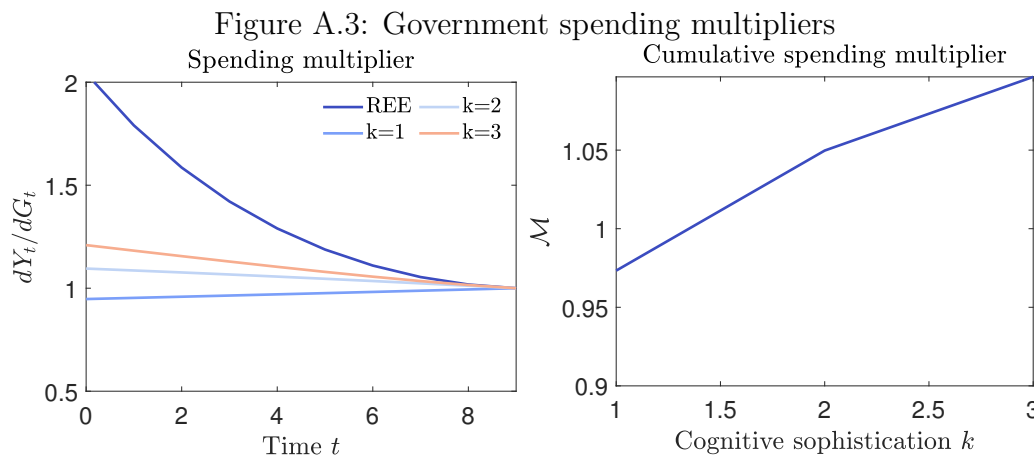 Figure A.3: Government spending multipliers
Spending multiplier
2
1.5
1
0.5
dY_t/dG_t
REE
k=1
k=2
k=3
0
2
4
6
8
Time t
Cumulative spending multiplier
1.05
1
0.95
0.9
ℳ
1
1.5
2
2.5
3
Cognitive sophistication k